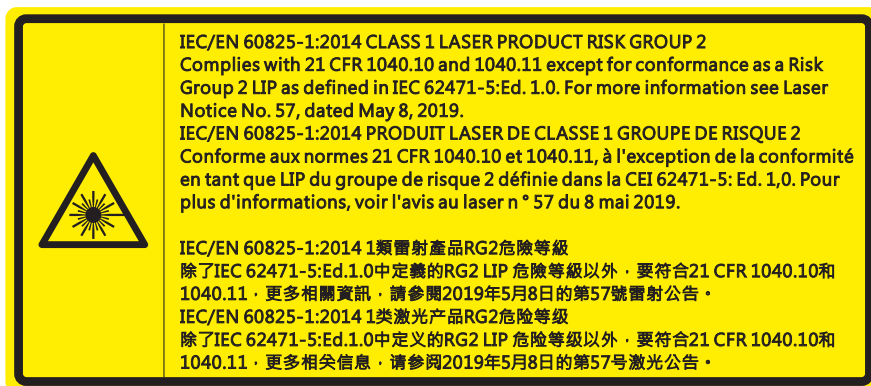 IEC/EN 60825-1:2014 CLASS 1 LASER PRODUCT RISK GROUP 2
Complies with 21 CFR 1040.10 and 1040.11 except for conformance as a Risk
Group 2 LIP as defined in IEC 62471-5:Ed. 1.0. For more information see Laser
Notice No. 57, dated May 8, 2019.
IEC/EN 60825-1:2014 PRODUIT LASER DE CLASSE 1 GROUPE DE RISQUE 2
Conforme aux normes 21 CFR 1040.10 et 1040.11, à l'exception de la conformité
en tant que LIP du groupe de risque 2 définie dans la CEI 62471-5: Ed. 1,0. Pour
plus d'informations, voir l'avis au laser n ° 57 du 8 mai 2019.
IEC/EN 60825-1:2014 1類雷射產品RG2危險等級
除了IEC 62471-5:Ed.1.0中定義的RG2 LIP 危險等級以外，要符合21 CFR 1040.10和
1040.11，更多相關資訊，請參閱2019年5月8日的第57號雷射公告。
IEC/EN 60825-1:2014 1类激光产品RG2危险等级
除了IEC 62471-5:Ed.1.0中定义的RG2 LIP 危险等级以外，要符合21 CFR 1040.10和
1040.11，更多相关信息，请参阅2019年5月8日的第57号激光公告。